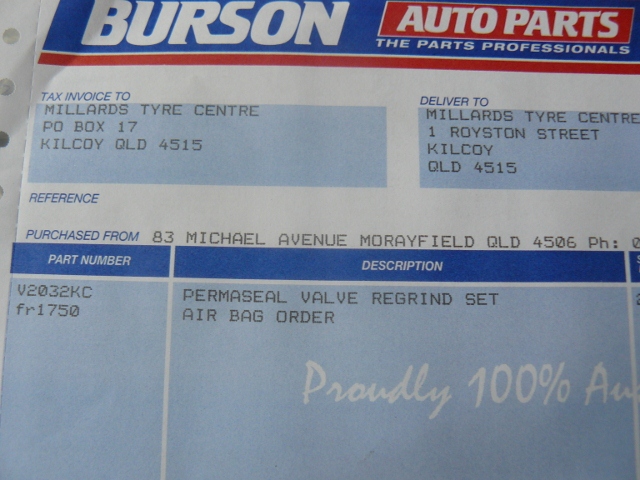 BURSON AUTO PARTS
THE PARTS PROFESSIONALS
TAX INVOICE TO
MILLARDS TYRE CENTRE
PO BOX 17
KILCOY QLD 4515
DELIVER TO
MILLARDS TYRE CENTRE
1 ROYSTON STREET
KILCOY
QLD 4515
REFERENCE
PURCHASED FROM 83 MICHAEL AVENUE MORAYFIELD QLD 4506 Ph: 0
PART NUMBER DESCRIPTION S
V2032KC PERMASEAL VALVE REGRIND SET
fr1750 AIR BAG ORDER
Proudly 100% Au